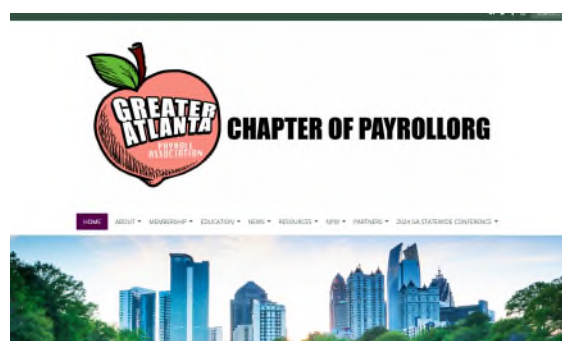 GREATER
ATLANTA
PAYROLL
ASSOCIATION
CHAPTER OF PAYROLLORG
HOME ABOUT MEMBERSHIP EDUCATION NEWS RESOURCES NPW PARTNERS 2024 GA STATEWIDE CONFERENCE